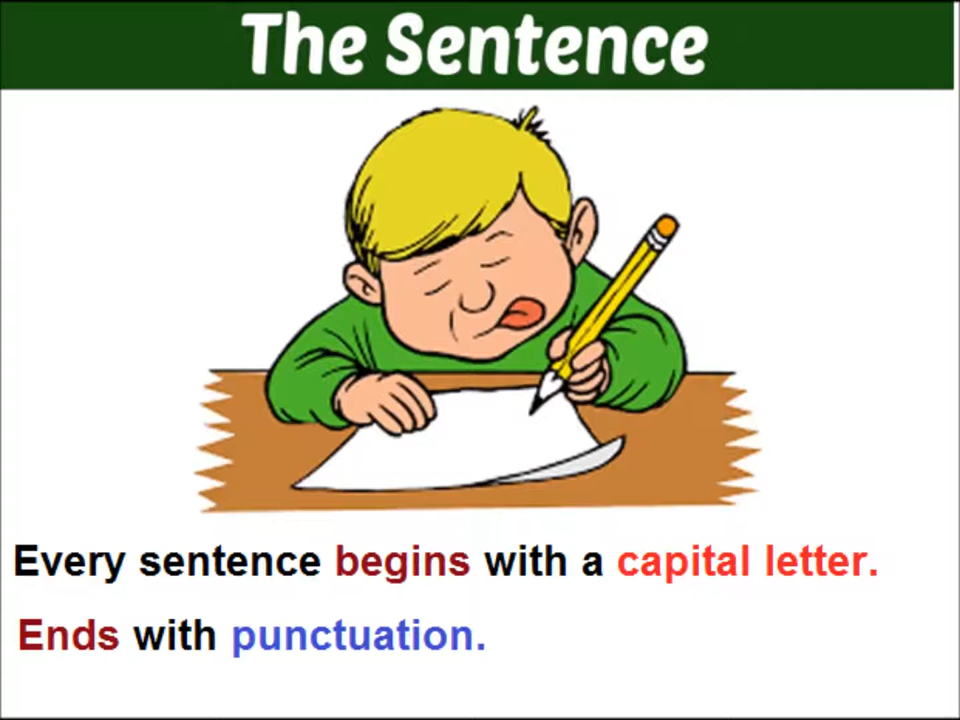 The Sentence
Every sentence begins with a capital letter.
Ends with punctuation.